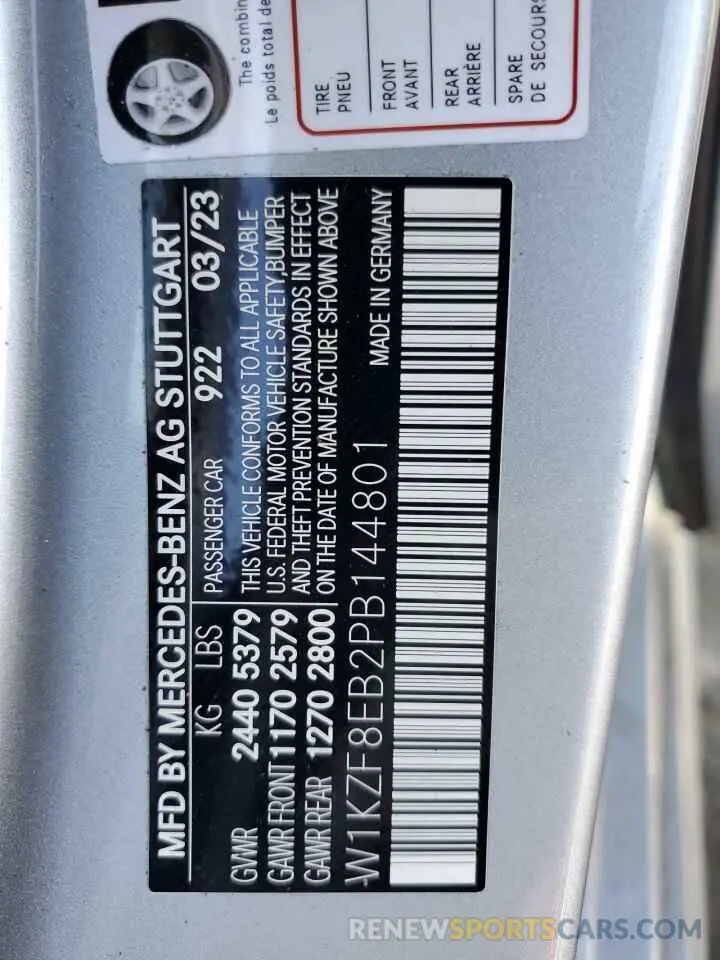 The combin
Le poids total de
TIRE
PNEU
FRONT
AVANT
REAR
ARRIÈRE
SPARE
DE SECOURS
MFD BY MERCEDES-BENZ AG STUTTGART
KG LBS PASSENGER CAR 922 03/23
GVWR 2440 5379 THIS VEHICLE CONFORMS TO ALL APPLICABLE
GAWR FRONT 1170 2579 U.S. FEDERAL MOTOR VEHICLE SAFETY,BUMPER
GAWR REAR 1270 2800 AND THEFT PREVENTION STANDARDS IN EFFECT
ON THE DATE OF MANUFACTURE SHOWN ABOVE
W1KZF8EB2PB144801 MADE IN GERMANY
RENEWSPORTSCARS.COM